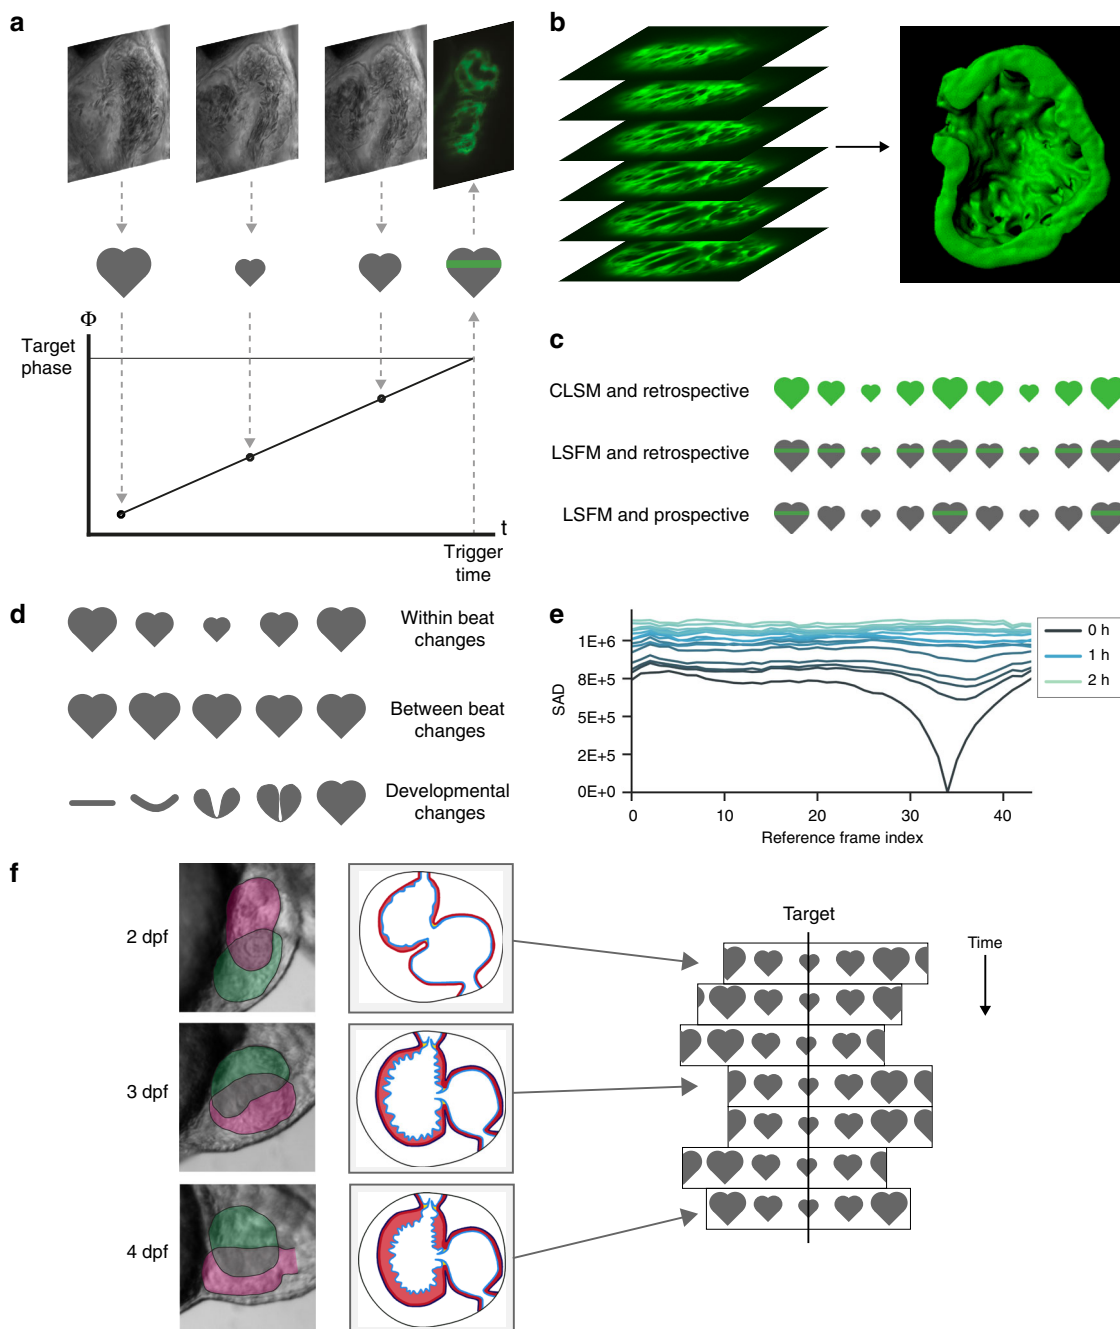 a
Φ
Target
phase
t
Trigger
time
b
c
CLSM and retrospective
LSFM and retrospective
LSFM and prospective
d
Within beat
changes
Between beat
changes
Developmental
changes
e
SAD
1E+6
8E+5
5E+5
2E+5
0E+0
0
10
20
30
40
Reference frame index
0 h
1 h
2 h
f
2 dpf
3 dpf
4 dpf
Target
Time